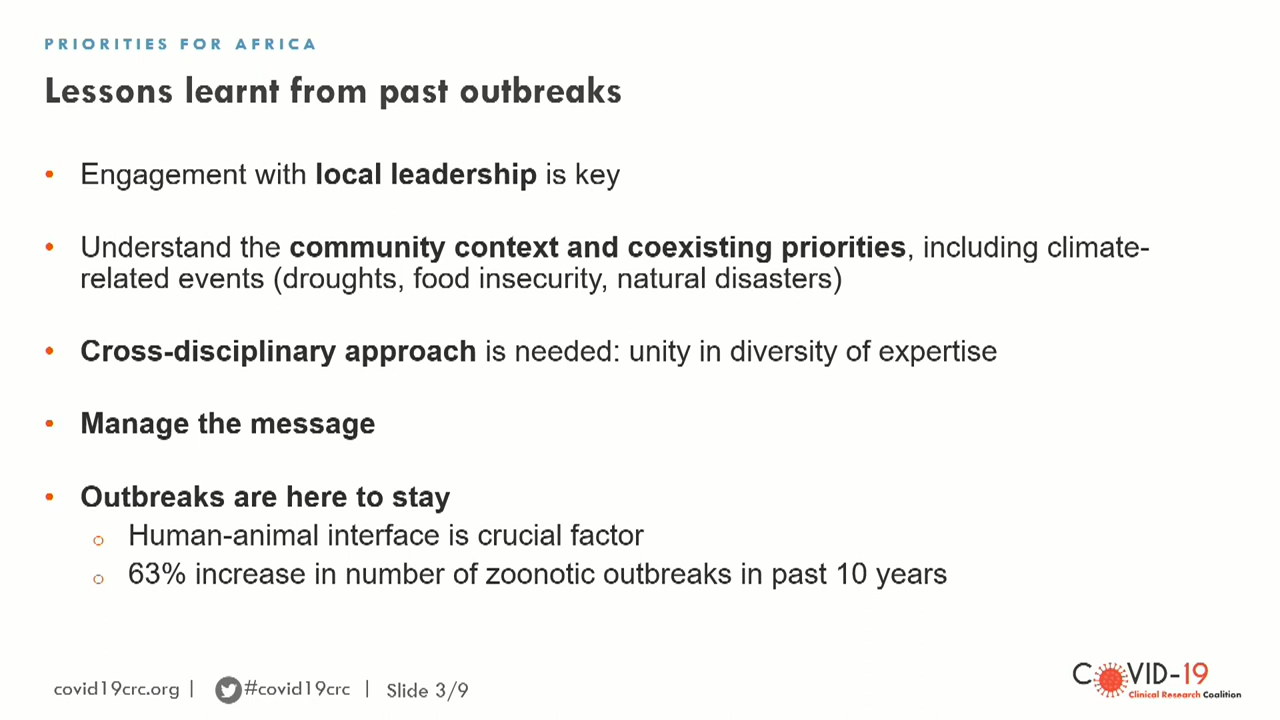 PRIORITIES FOR AFRICA
Lessons learnt from past outbreaks
• Engagement with local leadership is key
• Understand the community context and coexisting priorities, including climate-
related events (droughts, food insecurity, natural disasters)
• Cross-disciplinary approach is needed: unity in diversity of expertise
• Manage the message
• Outbreaks are here to stay
○ Human-animal interface is crucial factor
○ 63% increase in number of zoonotic outbreaks in past 10 years
covid19crc.org | #covid19crc | Slide 3/9
COVID-19
Clinical Research Coalition